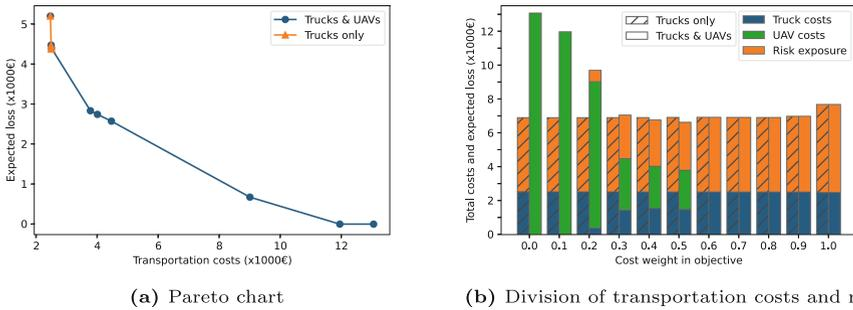 Trucks & UAVs
Trucks only
Expected loss (x1000€)
5
4
3
2
1
0
2
4
6
8
10
12
Transportation costs (x1000€)
(a) Pareto chart
Trucks only
Trucks & UAVs
Truck costs
UAV costs
Risk exposure
Total costs and expected loss (x1000€)
12
10
8
6
4
2
0
0.0
0.1
0.2
0.3
0.4
0.5
0.6
0.7
0.8
0.9
1.0
Cost weight in objective
(b) Division of transportation costs and